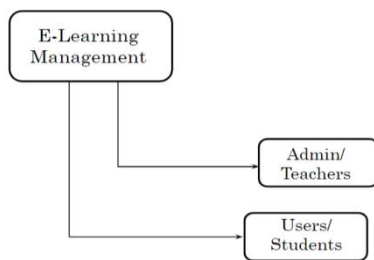 E-Learning
Management
Admin/
Teachers
Users/
Students